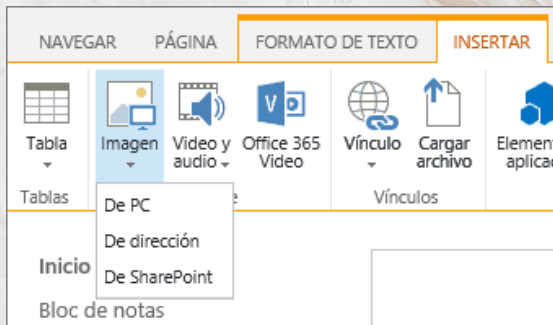 NAVEGAR PÁGINA FORMATO DE TEXTO INSERTAR
Tabla Imagen Video y audio Office 365 Video Vínculo Cargar archivo
Tablas Vínculos
De PC
De dirección
De SharePoint
Inicio
Bloc de notas